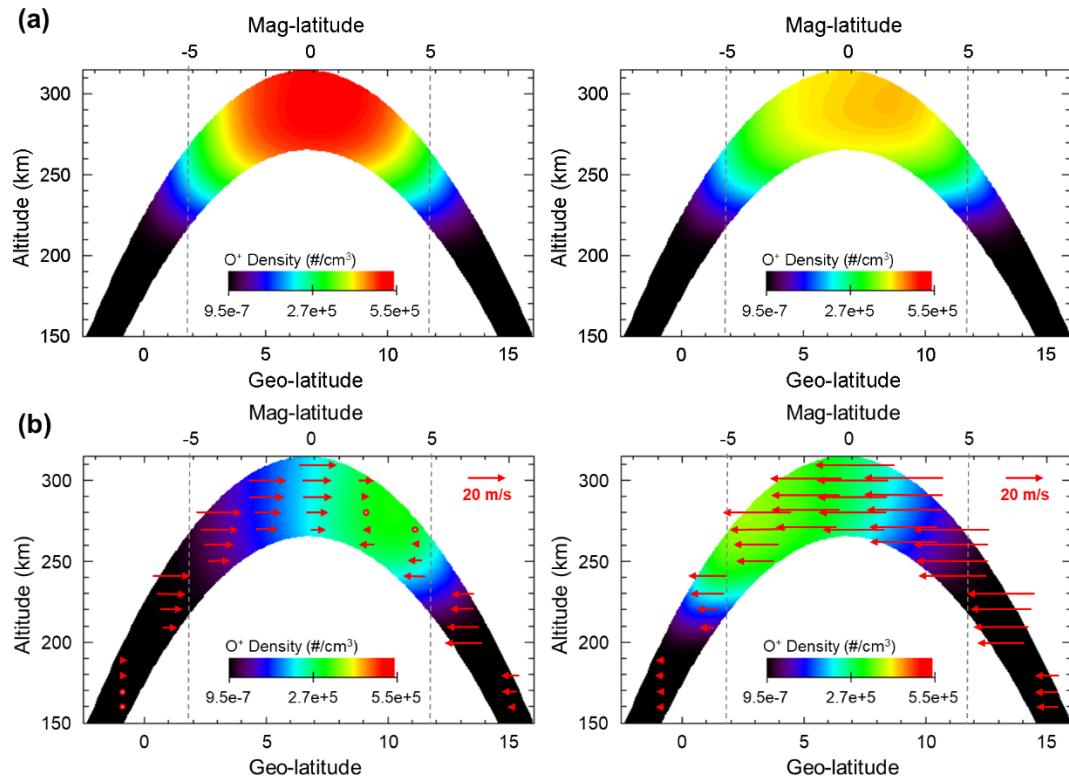 (a)
Mag-latitude
-5 0 5
Altitude (km)
300
250
200
150
O⁺ Density (#/cm³)
9.5e-7 2.7e+5 5.5e+5
0 5 10 15
Geo-latitude
Mag-latitude
-5 0 5
Altitude (km)
300
250
200
150
O⁺ Density (#/cm³)
9.5e-7 2.7e+5 5.5e+5
0 5 10 15
Geo-latitude
(b)
Mag-latitude
-5 0 5
Altitude (km)
300
250
200
150
20 m/s
O⁺ Density (#/cm³)
9.5e-7 2.7e+5 5.5e+5
0 5 10 15
Geo-latitude
Mag-latitude
-5 0 5
Altitude (km)
300
250
200
150
20 m/s
O⁺ Density (#/cm³)
9.5e-7 2.7e+5 5.5e+5
0 5 10 15
Geo-latitude